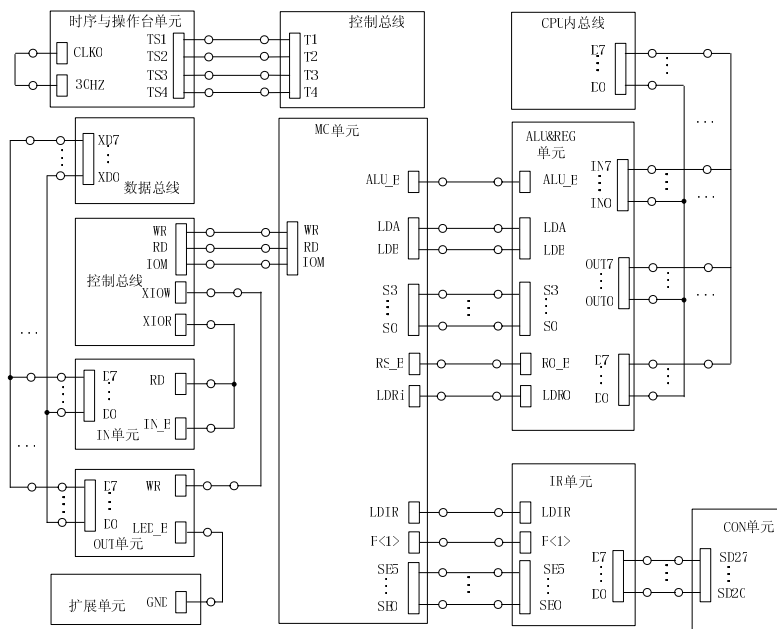 时序与操作台单元
CLK0
30HZ
TS1
TS2
TS3
TS4
控制总线
T1
T2
T3
T4
CPU内总线
D7
D0
数据总线
XD7
XD0
控制总线
WR
RD
IOM
XIOW
XIOR
IN单元
D7
D0
RD
IN_B
OUT单元
D7
D0
WR
LED_B
扩展单元
GND
MC单元
WR
RD
IOM
ALU_B
LDA
LDB
S3
S0
RS_B
LDRi
LDIR
P<1>
SE5
SE0
ALU&REG
单元
ALU_B
LDA
LDB
S3
S0
R0_B
LDR0
IN7
IN0
OUT7
OUT0
D7
D0
IR单元
LDIR
P<1>
SE5
SE0
D7
D0
CON单元
SD27
SD20